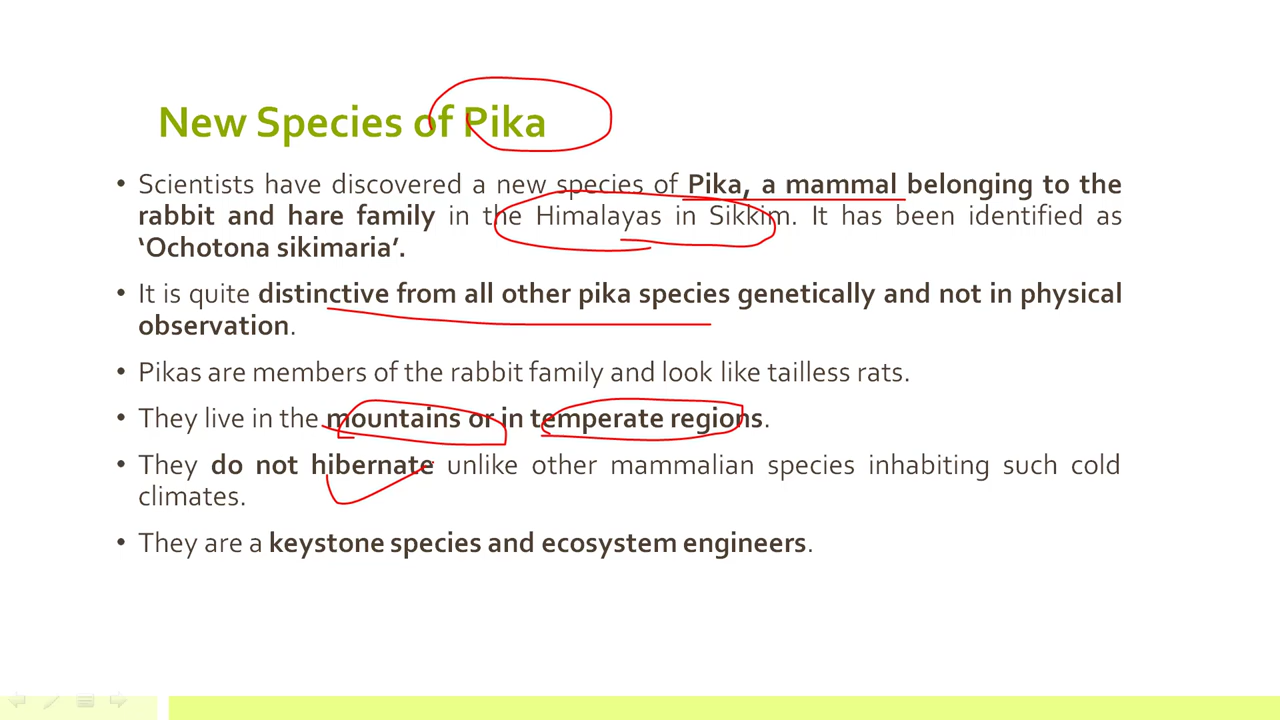 New Species of Pika
• Scientists have discovered a new species of Pika, a mammal belonging to the
rabbit and hare family in the Himalayas in Sikkim. It has been identified as
‘Ochotona sikimaria’.
• It is quite distinctive from all other pika species genetically and not in physical
observation.
• Pikas are members of the rabbit family and look like tailless rats.
• They live in the mountains or in temperate regions.
• They do not hibernate unlike other mammalian species inhabiting such cold
climates.
• They are a keystone species and ecosystem engineers.